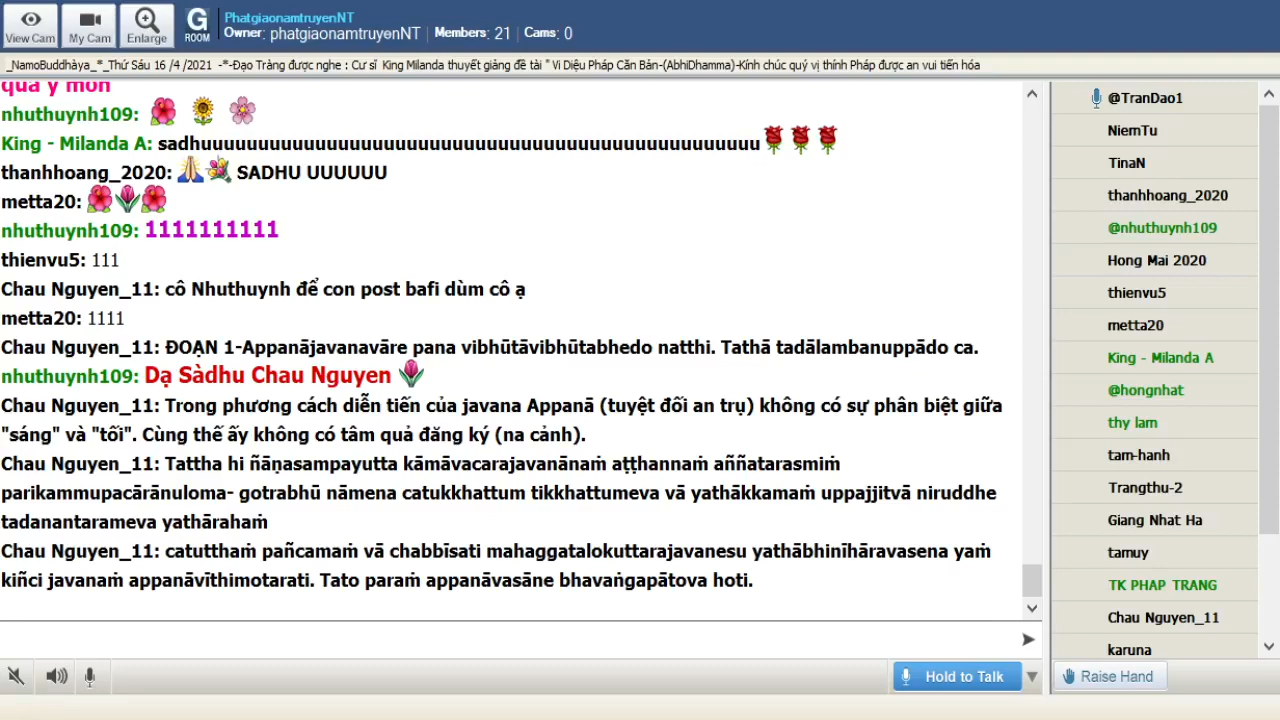 View Cam
My Cam
Enlarge
G
ROOM
PhatgiaonamtruyenNT
Owner: phatgiaonamtruyenNT | Members: 21 | Cams: 0
_NamoBuddhàya_*_Thứ Sáu 16 /4 /2021 -*-Đạo Tràng được nghe : Cư sĩ King Milanda thuyết giảng đề tài " Vi Diệu Pháp Căn Bản-(AbhiDhamma)-Kính chúc quý vị thính Pháp được an vui tiến hóa
nhuthuynh109:
King - Milanda A: sadhuuuuuuuuuuuuuuuuuuuuuuuuuuuuuuuuuuuuuuuuuuuuuuuuuuuuu
thanhhoang_2020: SADHU UUUUUU
metta20:
nhuthuynh109: 1111111111
thienvu5: 111
Chau Nguyen_11: cô Nhuthuynh để con post bafi dùm cô ạ
metta20: 1111
Chau Nguyen_11: ĐOẠN 1-Appanājavanavāre pana vibhūtāvibhūtabhedo natthi. Tathā tadālambanuppādo ca.
nhuthuynh109: Dạ Sàdhu Chau Nguyen
Chau Nguyen_11: Trong phương cách diễn tiến của javana Appanā (tuyệt đối an trụ) không có sự phân biệt giữa
"sáng" và "tối". Cùng thế ấy không có tâm quả đăng ký (na cảnh).
Chau Nguyen_11: Tattha hi ñāṇasampayutta kāmāvacarajavanānaṁ aṭṭhannaṁ aññatarasmiṁ
parikammupacārānuloma- gotrabhū nāmena catukkhattum tikkhattumeva vā yathākkamaṁ uppajjitvā niruddhe
tadanantarameva yathārahaṁ
Chau Nguyen_11: catutthaṁ pañcamaṁ vā chabbīsati mahaggatalokuttarajavanesu yathābhinīhāravasena yaṁ
kiñci javanaṁ appanāvīthimotarati. Tato paraṁ appanāvasāne bhavaṅgapātova hoti.
@TranDao1
NiemTu
TinaN
thanhhoang_2020
@nhuthuynh109
Hong Mai 2020
thienvu5
metta20
King - Milanda A
@hongnhat
thy lam
tam-hanh
Trangthu-2
Giang Nhat Ha
tamuy
TK PHAP TRANG
Chau Nguyen_11
karuna
Hold to Talk
Raise Hand